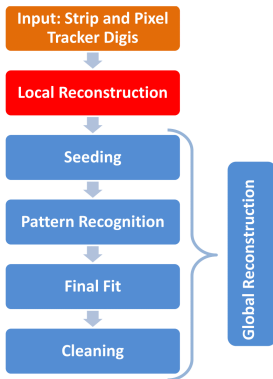 Input: Strip and Pixel
Tracker Digis
Local Reconstruction
Seeding
Pattern Recognition
Final Fit
Cleaning
Global Reconstruction